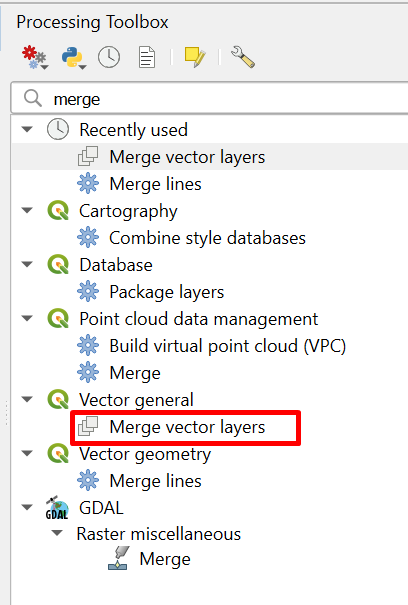 Processing Toolbox
merge
Recently used
Merge vector layers
Merge lines
Cartography
Combine style databases
Database
Package layers
Point cloud data management
Build virtual point cloud (VPC)
Merge
Vector general
Merge vector layers
Vector geometry
Merge lines
GDAL
GDAL
Raster miscellaneous
Merge